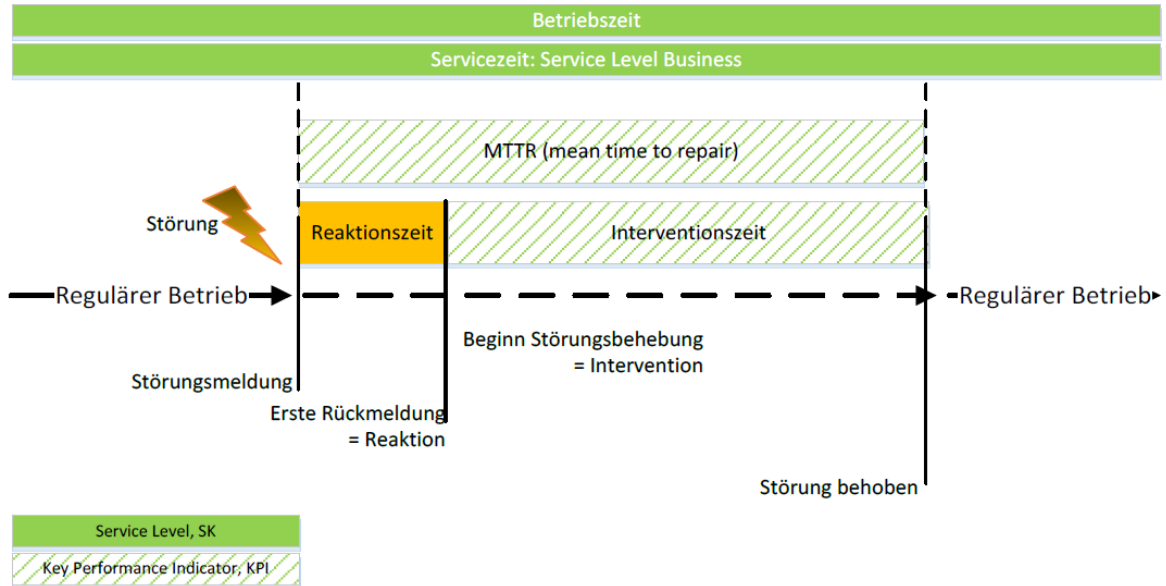 Betriebszeit
Servicezeit: Service Level Business
MTTR (mean time to repair)
Störung
Reaktionszeit
Interventionszeit
Regulärer Betrieb
Regulärer Betrieb
Beginn Störungsbehebung
= Intervention
Störungsmeldung
Erste Rückmeldung
= Reaktion
Störung behoben
Service Level, SK
Key Performance Indicator, KPI